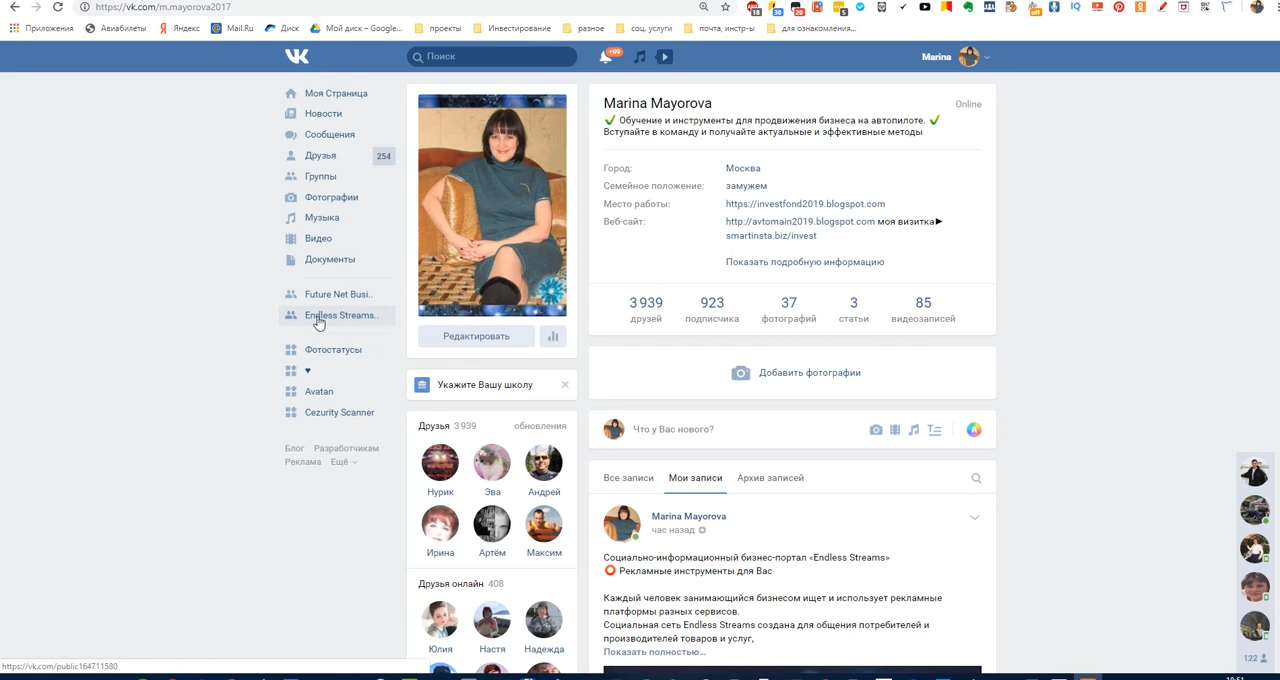 https://vk.com/m.mayorova2017
18
30
20
5
off
Приложения
Авиабилеты
Яндекс
Mail.Ru
Диск
Мой диск – Google...
проекты
Инвестирование
разное
соц, услуги
почта, инстр-ы
для ознакомления...
Поиск
+99
Marina
Моя Страница
Новости
Сообщения
Друзья 254
Группы
Фотографии
Музыка
Видео
Документы
Future Net Busi..
Endless Streams..
Фотостатусы
♥
Avatan
Cezurity Scanner
Блог Разработчикам
Реклама Ещё
Редактировать
Укажите Вашу школу
Друзья 3 939 обновления
Нурик Эва Андрей
Ирина Артём Максим
Друзья онлайн 408
Юлия Настя Надежда
Marina Mayorova Online
✔ Обучение и инструменты для продвижения бизнеса на автопилоте. ✔
Вступайте в команду и получайте актуальные и эффективные методы
Город: Москва
Семейное положение: замужем
Место работы: https://investfond2019.blogspot.com
Веб-сайт: http://avtomain2019.blogspot.com моя визитка►
smartinsta.biz/invest
Показать подробную информацию
3 939 923 37 3 85
друзей подписчика фотографий статьи видеозаписей
Добавить фотографии
Что у Вас нового?
Все записи Мои записи Архив записей
Marina Mayorova
час назад
Социально-информационный бизнес-портал «Endless Streams»
⭕ Рекламные инструменты для Вас
Каждый человек занимающийся бизнесом ищет и использует рекламные
платформы разных сервисов.
Социальная сеть Endless Streams создана для общения потребителей и
производителей товаров и услуг,
Показать полностью…
122
https://vk.com/public164711580